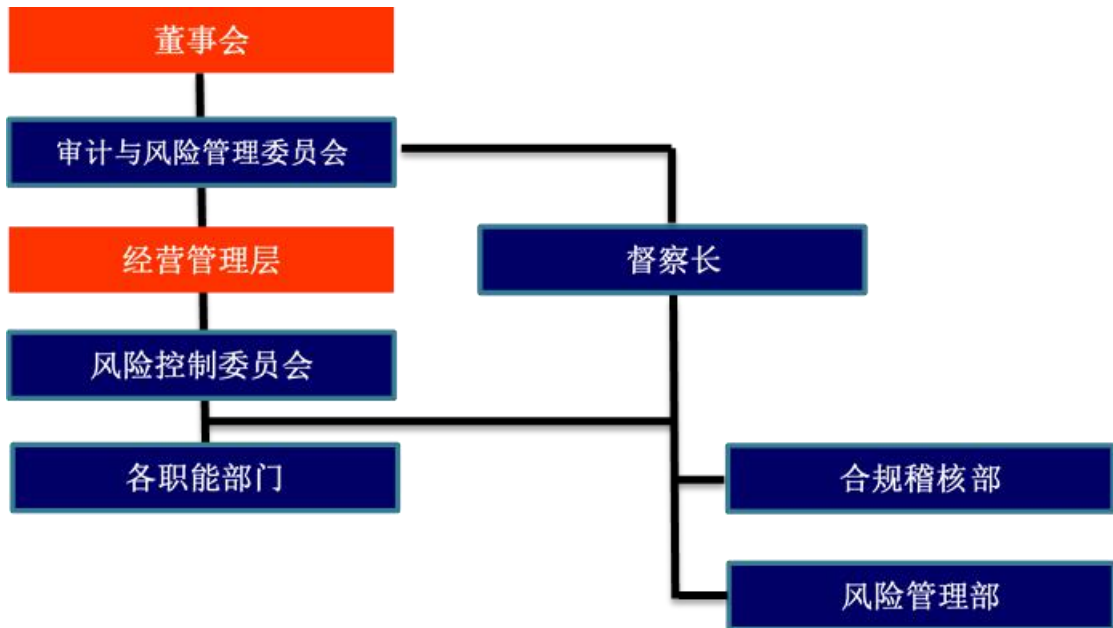 董事会
审计与风险管理委员会
经营管理层
督察长
风险控制委员会
各职能部门
合规稽核部
风险管理部